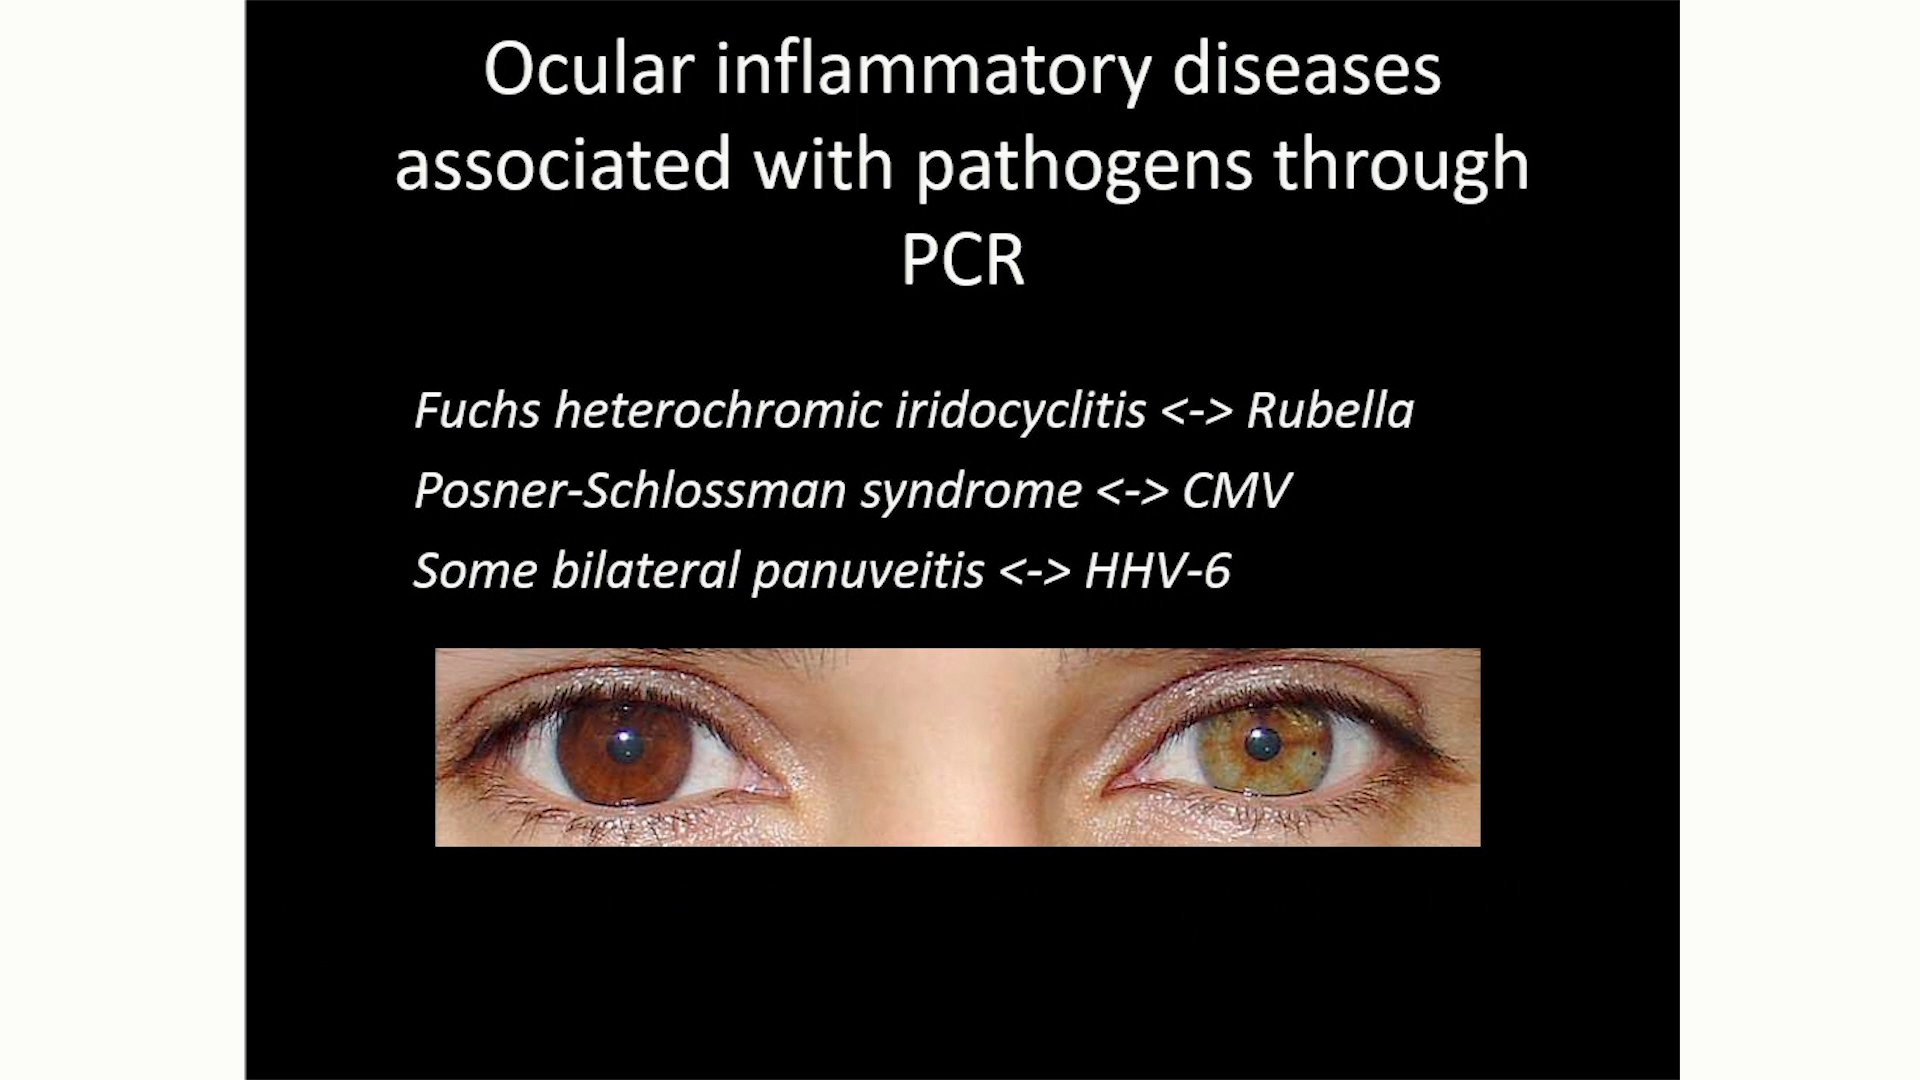 Ocular inflammatory diseases
associated with pathogens through
PCR
Fuchs heterochromic iridocyclitis <-> Rubella
Posner-Schlossman syndrome <-> CMV
Some bilateral panuveitis <-> HHV-6